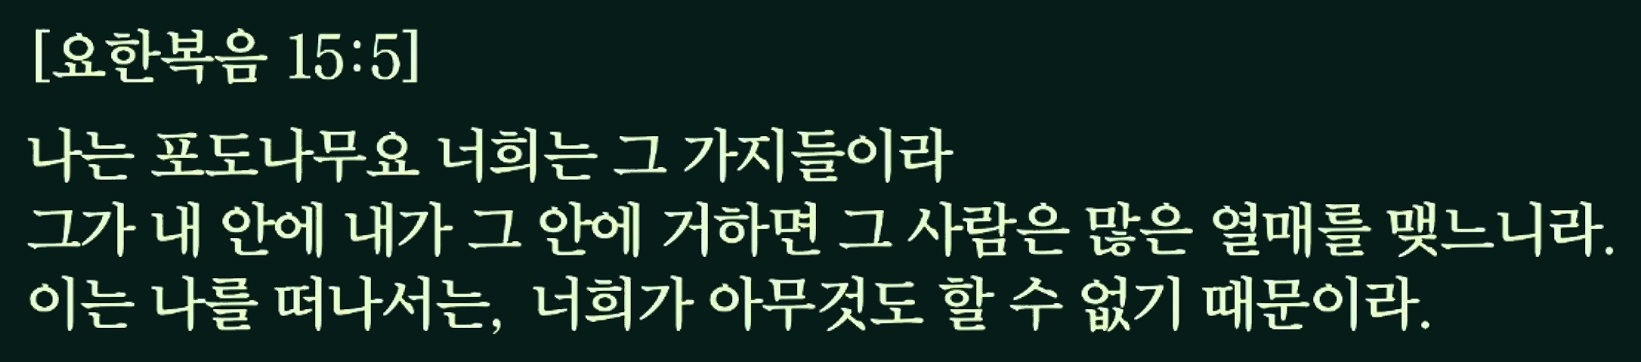 [요한복음 15:5]
나는 포도나무요 너희는 그 가지들이라
그가 내 안에 내가 그 안에 거하면 그 사람은 많은 열매를 맺느니라.
이는 나를 떠나서는, 너희가 아무것도 할 수 없기 때문이라.